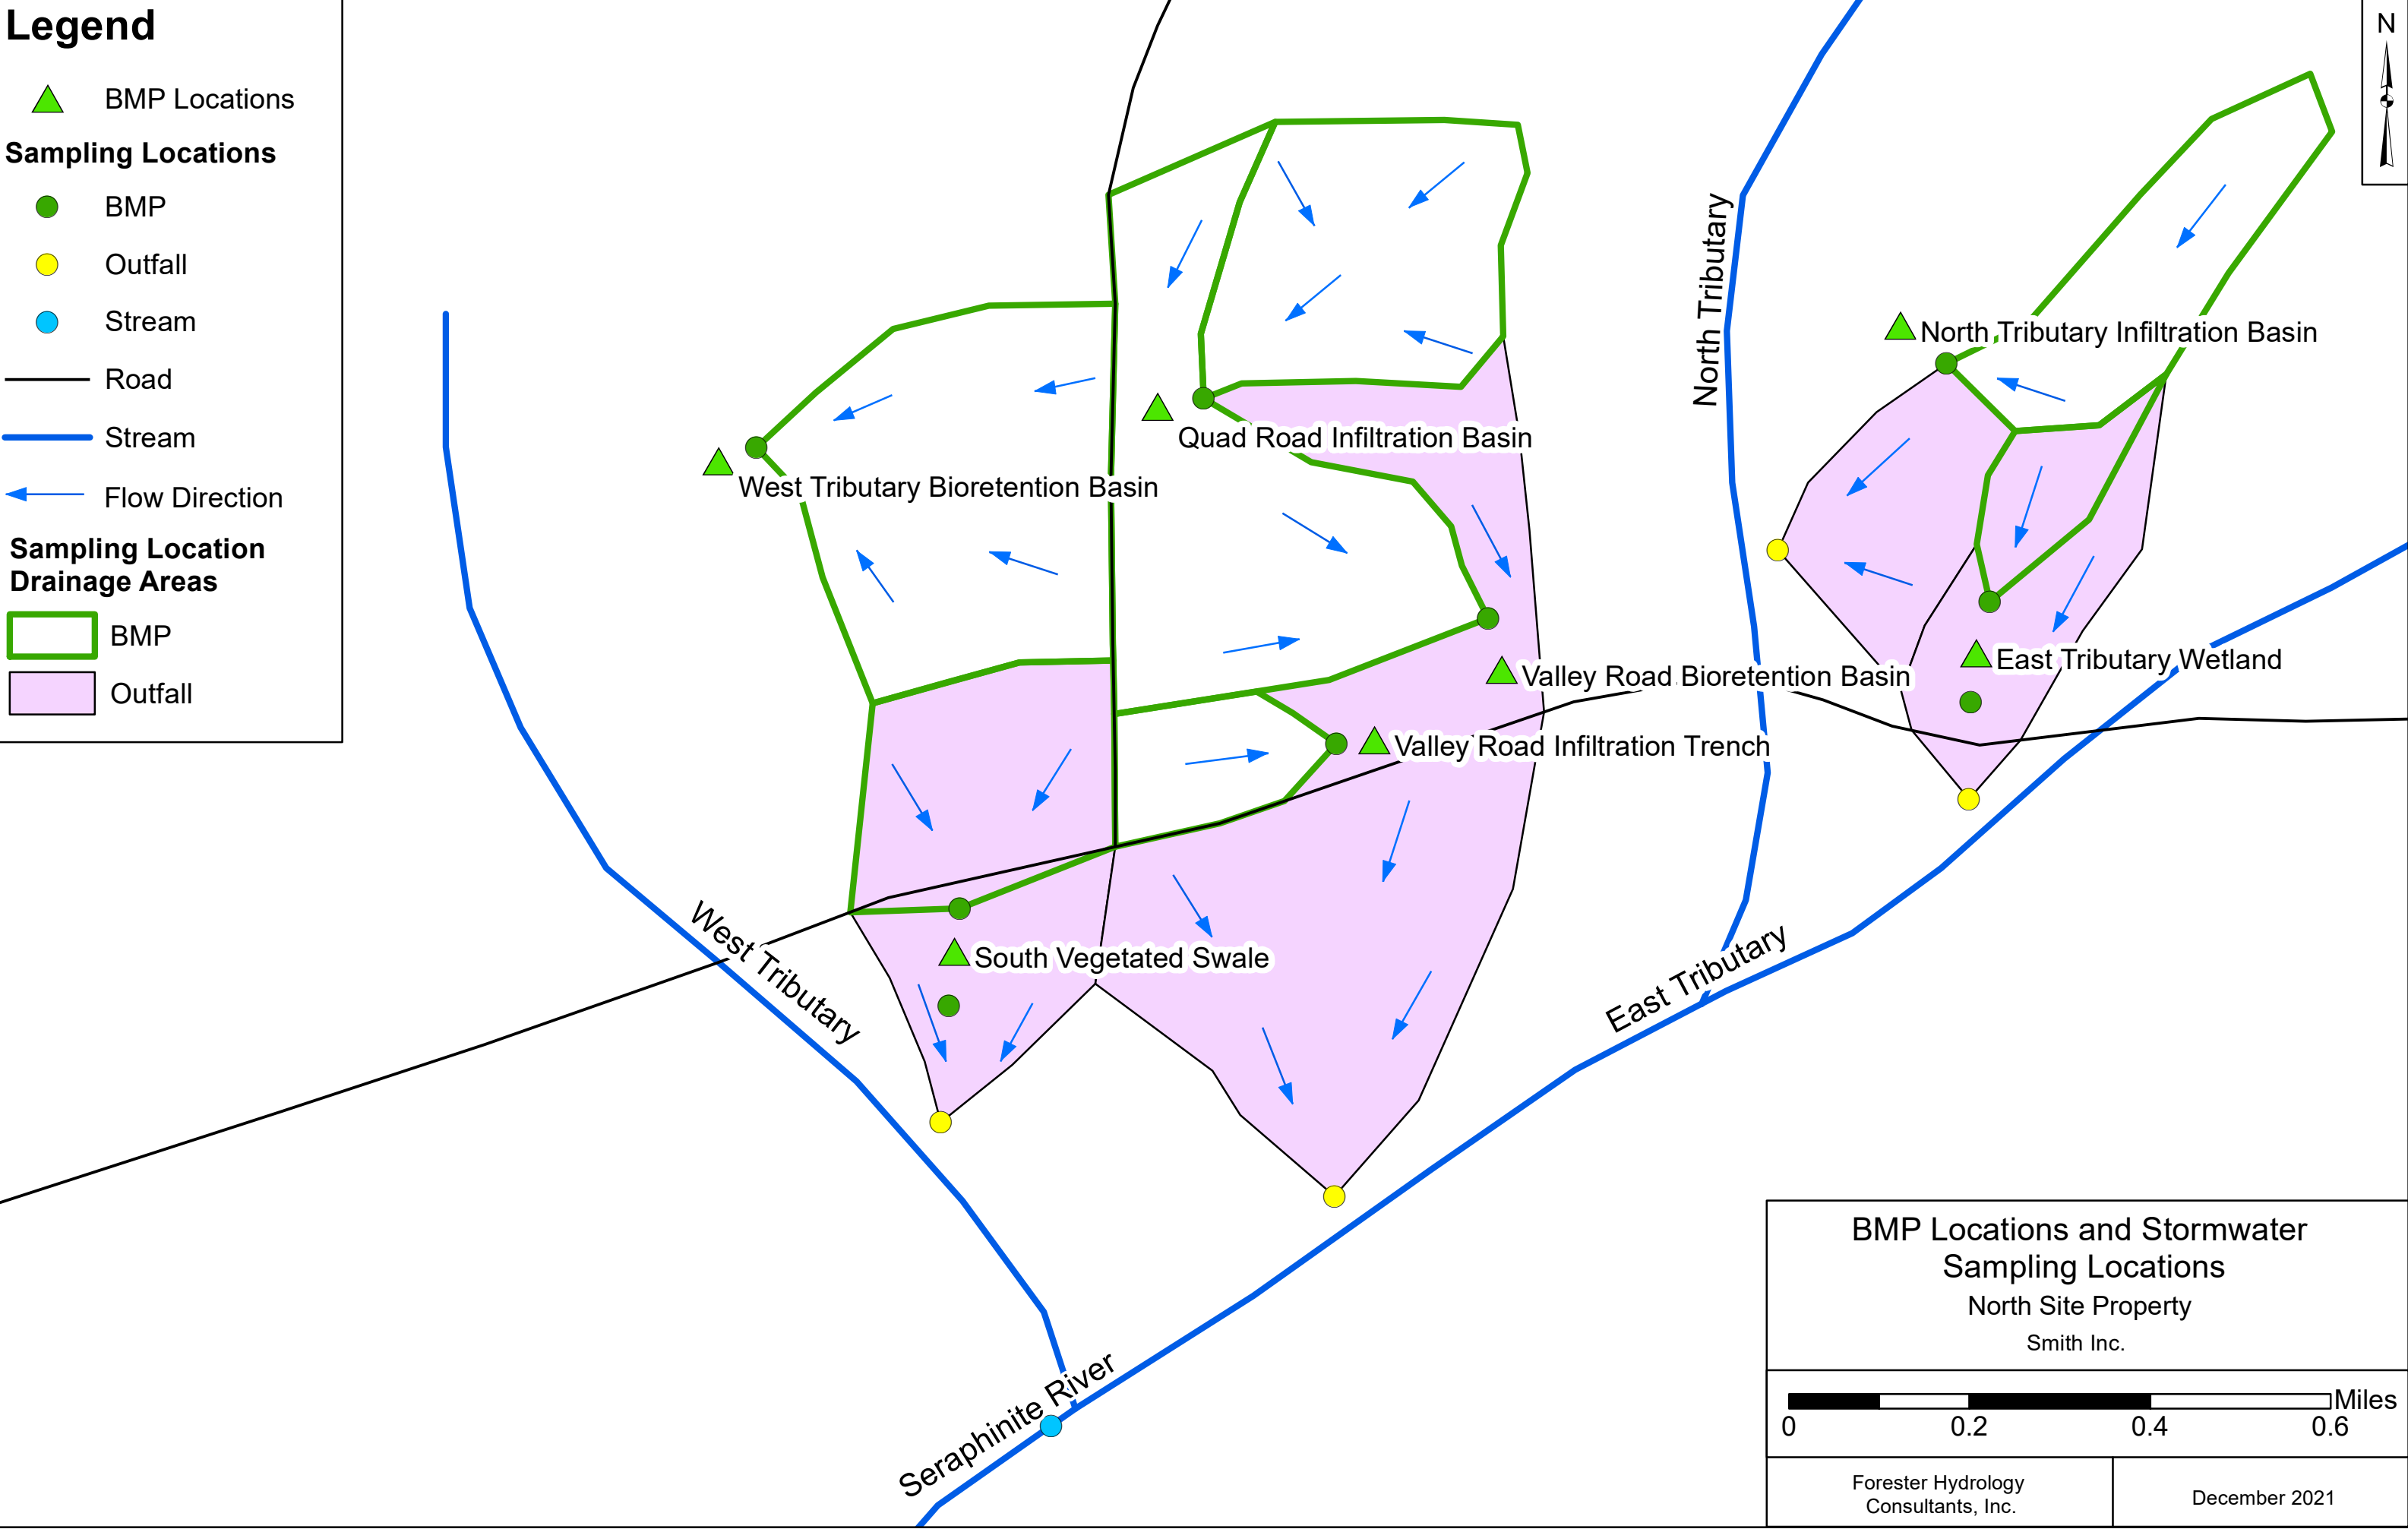 Legend
BMP Locations
Sampling Locations
BMP
Outfall
Stream
Road
Stream
Flow Direction
Sampling Location
Drainage Areas
BMP
Outfall
N
North Tributary
North Tributary Infiltration Basin
Quad Road Infiltration Basin
West Tributary Bioretention Basin
East Tributary Wetland
Valley Road Bioretention Basin
Valley Road Infiltration Trench
West Tributary
South Vegetated Swale
East Tributary
Seraphinite River
BMP Locations and Stormwater
Sampling Locations
North Site Property
Smith Inc.
Miles
0 0.2 0.4 0.6
Forester Hydrology
Consultants, Inc.
December 2021